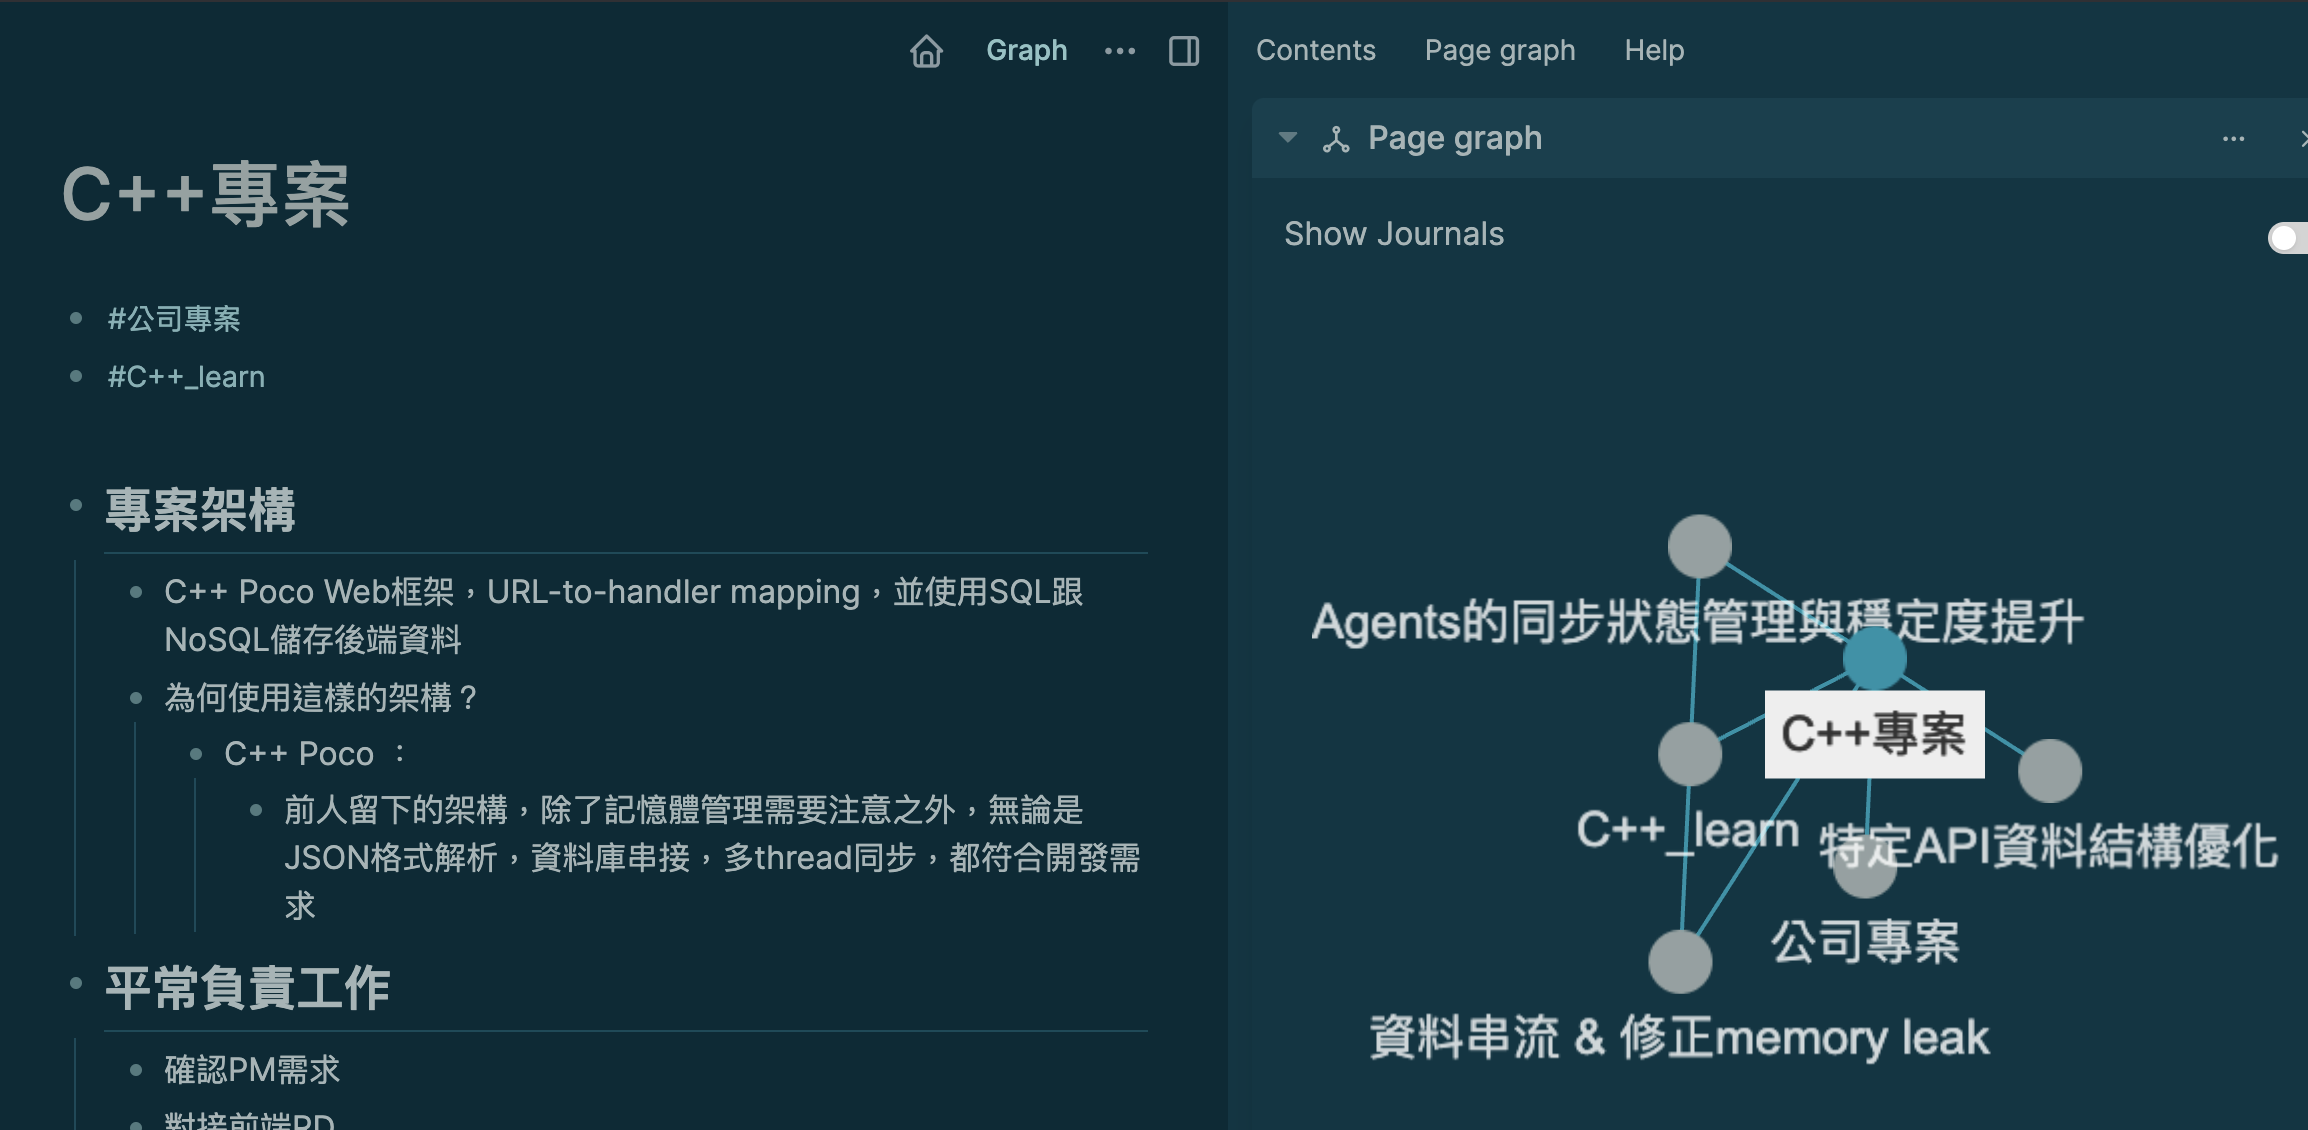 Graph
Contents
Page graph
Help
Page graph
Show Journals
C++專案
#公司專案
#C++_learn
專案架構
C++ Poco Web框架，URL-to-handler mapping，並使用SQL跟
NoSQL儲存後端資料
為何使用這樣的架構？
C++ Poco ：
前人留下的架構，除了記憶體管理需要注意之外，無論是
JSON格式解析，資料庫串接，多thread同步，都符合開發需
求
平常負責工作
確認PM需求
對接前端RD
Agents的同步狀態管理與穩定度提升
C++專案
C++_learn
特定API資料結構優化
公司專案
資料串流 & 修正memory leak